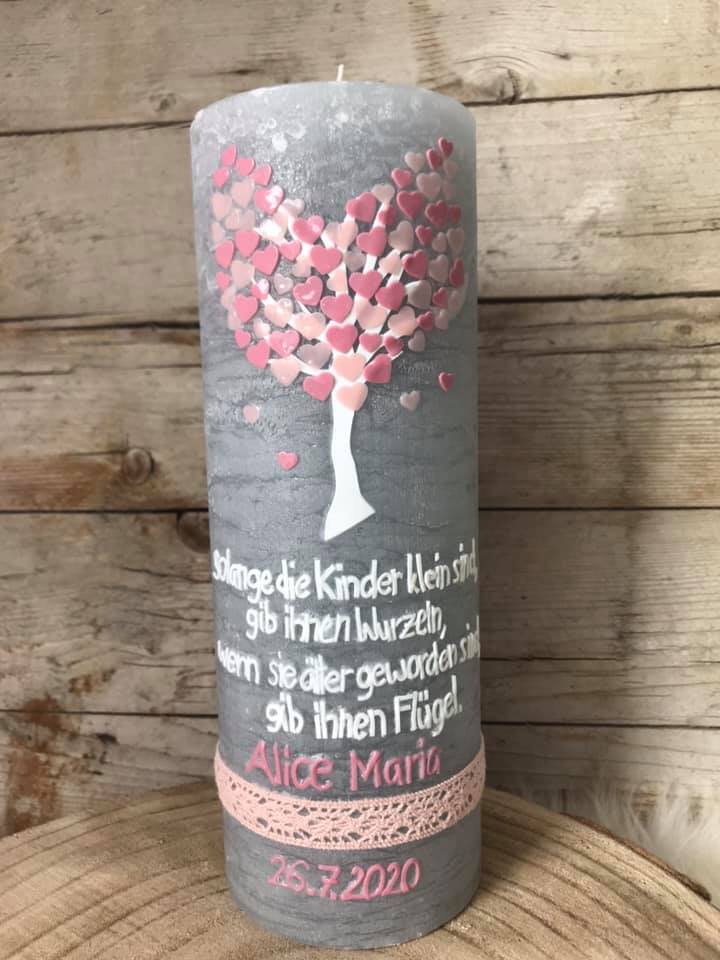 solange die Kinder klein sind,
gib ihnen Wurzeln,
wenn sie älter geworden sind,
gib ihnen Flügel.
Alice Maria
26.7.2020